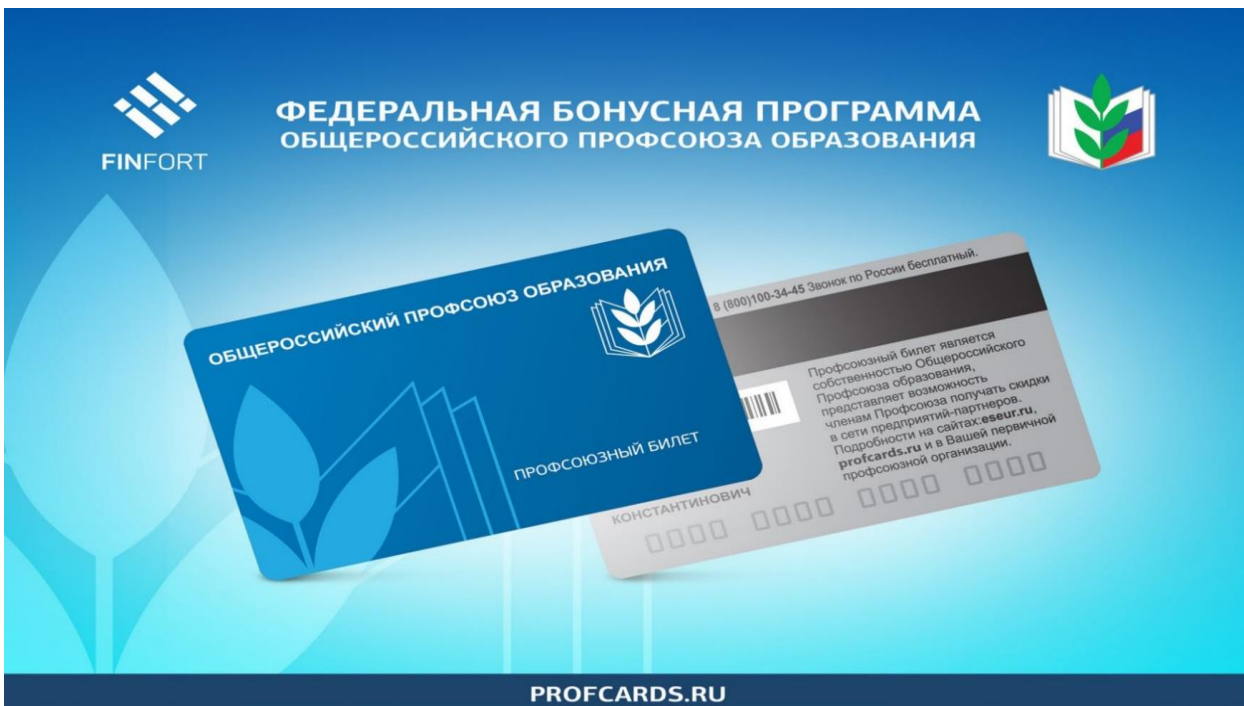 FINFORT
ФЕДЕРАЛЬНАЯ БОНУСНАЯ ПРОГРАММА
ОБЩЕРОССИЙСКОГО ПРОФСОЮЗА ОБРАЗОВАНИЯ
ОБЩЕРОССИЙСКИЙ ПРОФСОЮЗ ОБРАЗОВАНИЯ
ПРОФСОЮЗНЫЙ БИЛЕТ
8 (800)100-34-45 Звонок по России бесплатный.
Профсоюзный билет является
собственностью Общероссийского
Профсоюза образования,
представляет возможность
членам Профсоюза получать скидки
в сети предприятий-партнеров.
Подробности на сайтах:eseur.ru,
profcards.ru и в Вашей первичной
профсоюзной организации.
КОНСТАНТИНОВИЧ
0000 0000 0000 0000
PROFCARDS.RU